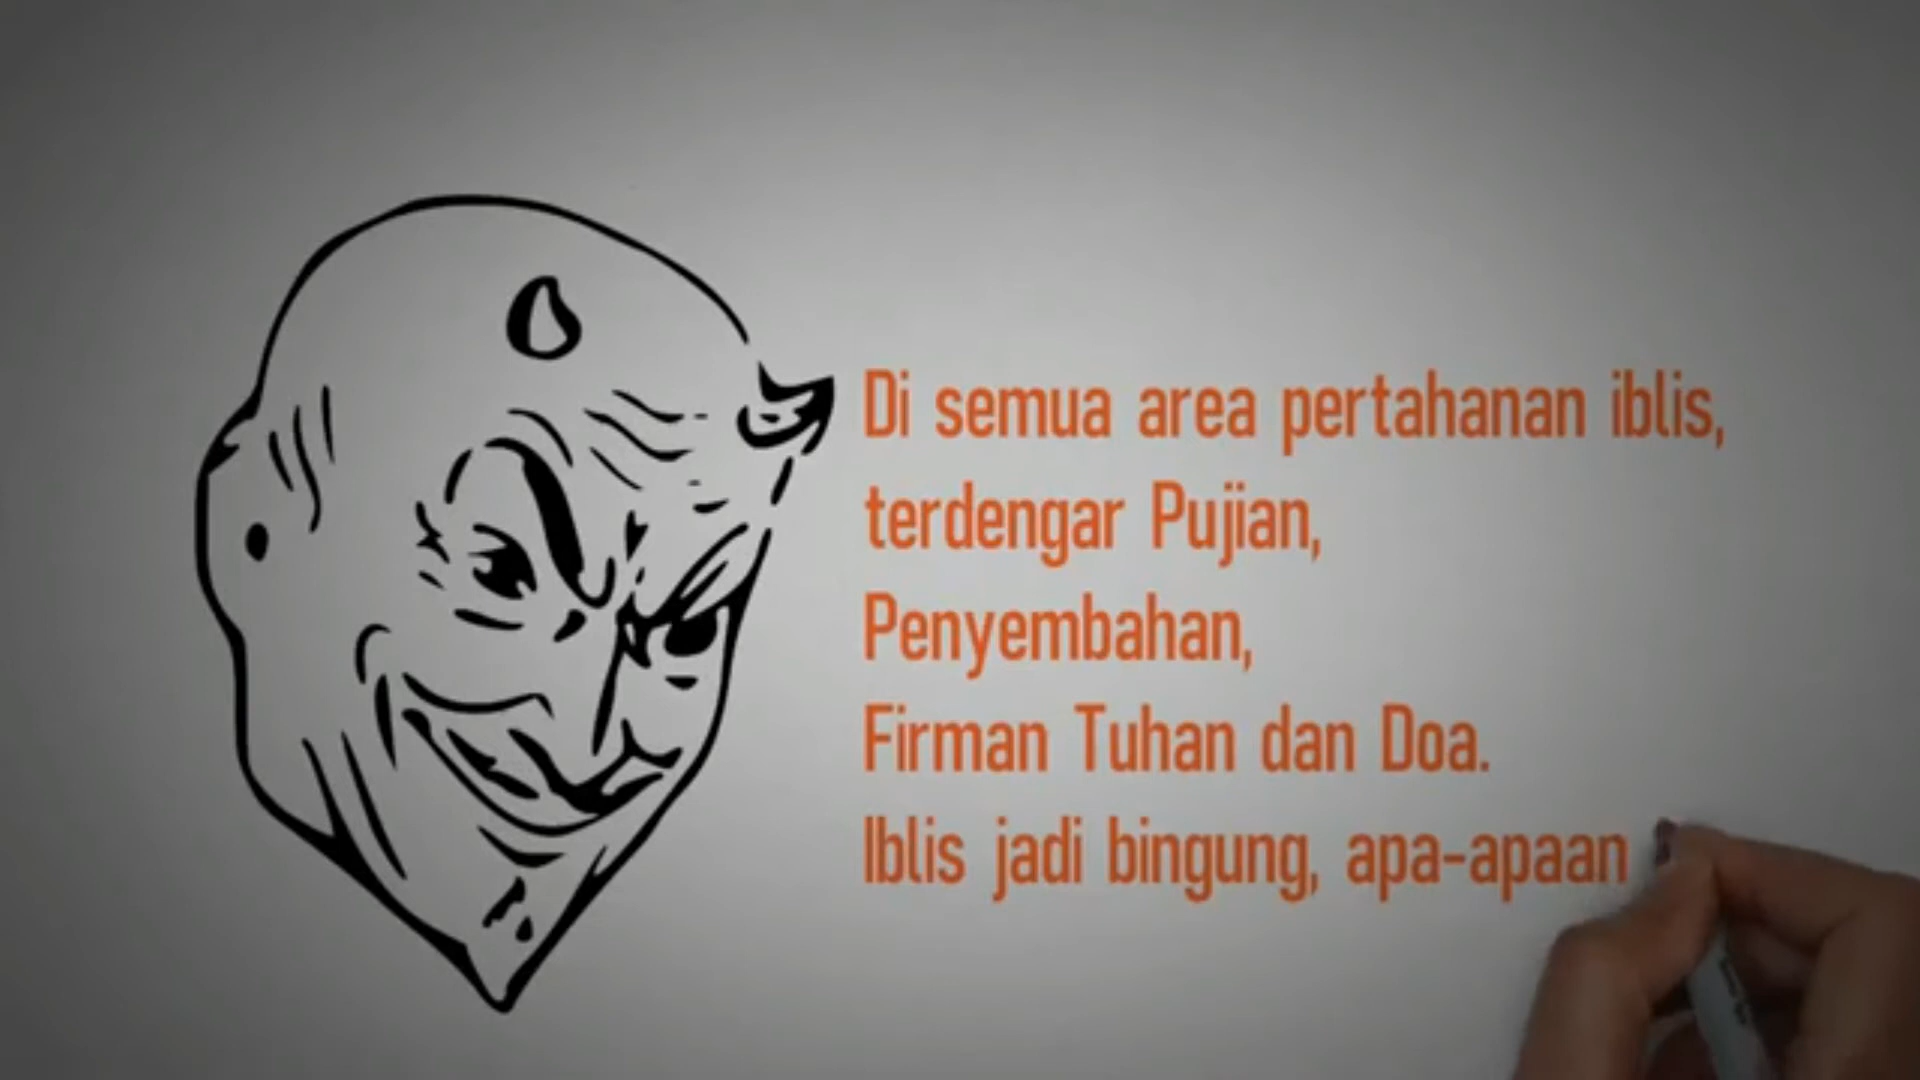 Di semua area pertahanan iblis,
terdengar Pujian,
Penyembahan,
Firman Tuhan dan Doa.
Iblis jadi bingung, apa-apaan